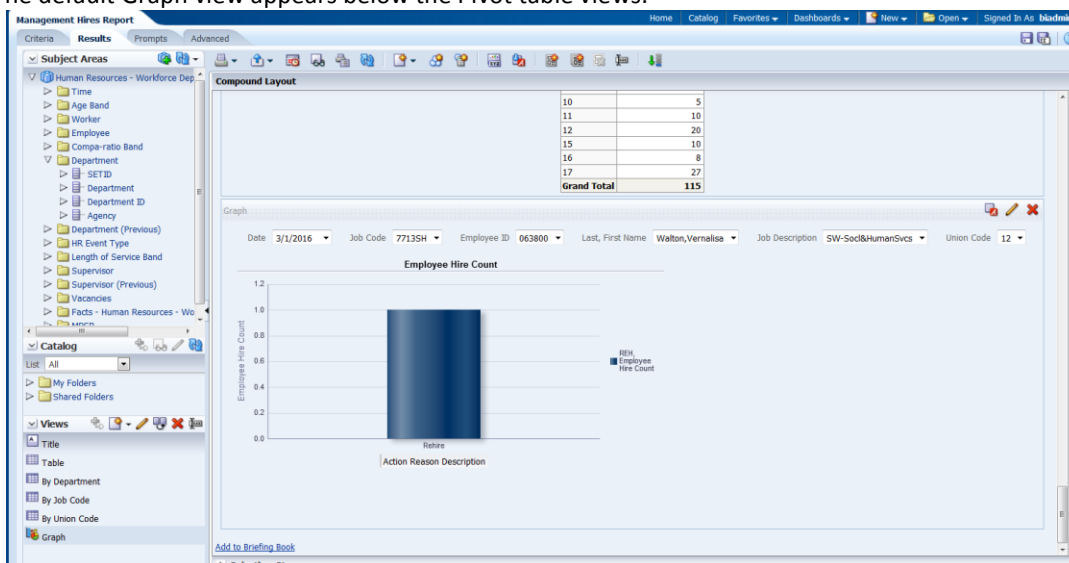 he default Graph view appears below the Pivot table views.
Management Hires Report
Home Catalog Favorites Dashboards New Open Signed In As biadmi
Criteria Results Prompts Advanced
Subject Areas
Human Resources - Workforce Dep
Time
Age Band
Worker
Employee
Compa-ratio Band
Department
SETID
Department
Department ID
Agency
Department (Previous)
HR Event Type
Length of Service Band
Supervisor
Supervisor (Previous)
Vacancies
Facts - Human Resources - Wo
Catalog
List All
My Folders
Shared Folders
Views
Title
Table
By Department
By Job Code
By Union Code
Graph
Compound Layout
10 5
11 10
12 20
15 10
16 8
17 27
Grand Total 115
Graph
Date 3/1/2016 Job Code 7713SH Employee ID 063800 Last, First Name Walton,Vernalisa Job Description SW-Socl&HumanSvcs Union Code 12
Employee Hire Count
1.2
1.0
0.8
0.6
0.4
0.2
0.0
Employee Hire Count
Rehire
Action Reason Description
REH,
Employee
Hire Count
Add to Briefing Book